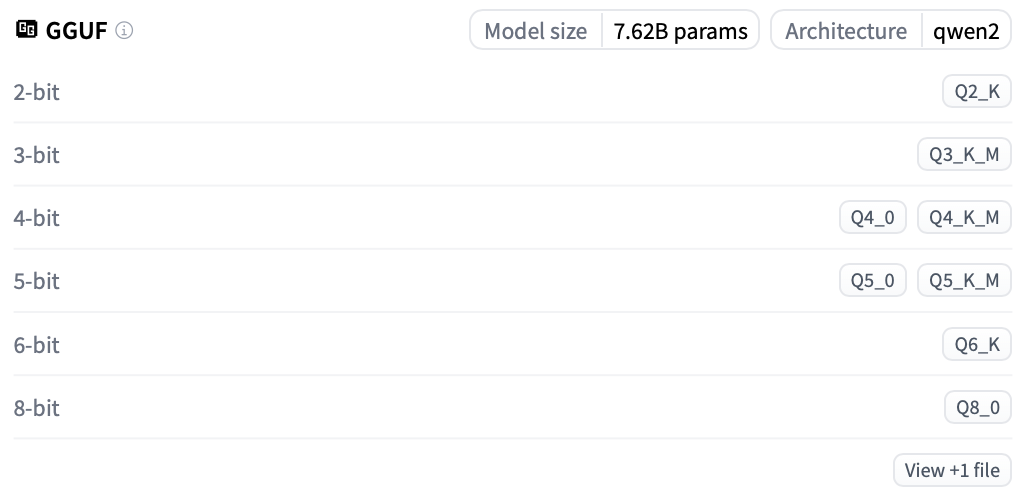 GGUF Model size 7.62B params Architecture qwen2
2-bit Q2_K
3-bit Q3_K_M
4-bit Q4_0 Q4_K_M
5-bit Q5_0 Q5_K_M
6-bit Q6_K
8-bit Q8_0
View +1 file